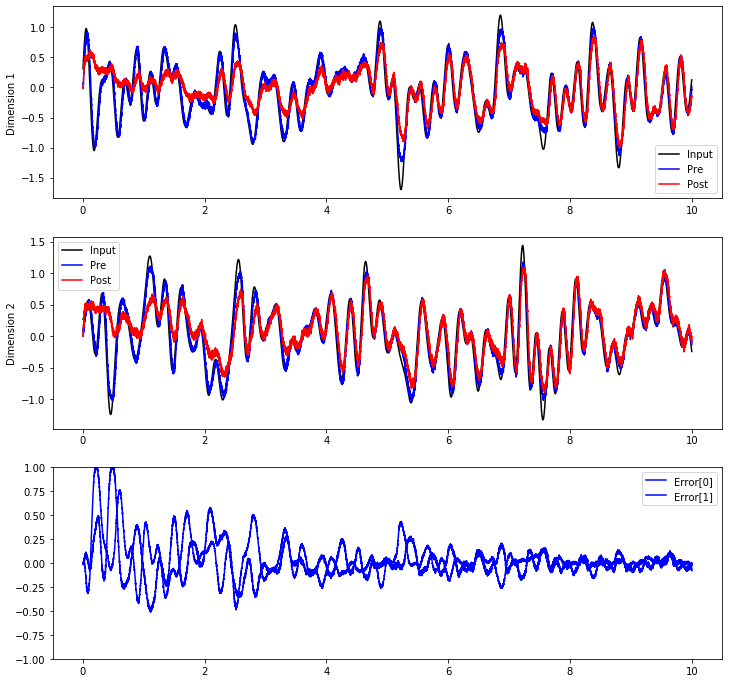 1.0
0.5
0.0
−0.5
−1.0
−1.5
Dimension 1
Input
Pre
Post
0 2 4 6 8 10
1.5
1.0
0.5
0.0
−0.5
−1.0
Dimension 2
Input
Pre
Post
0 2 4 6 8 10
1.00
0.75
0.50
0.25
0.00
−0.25
−0.50
−0.75
−1.00
Error[0]
Error[1]
0 2 4 6 8 10